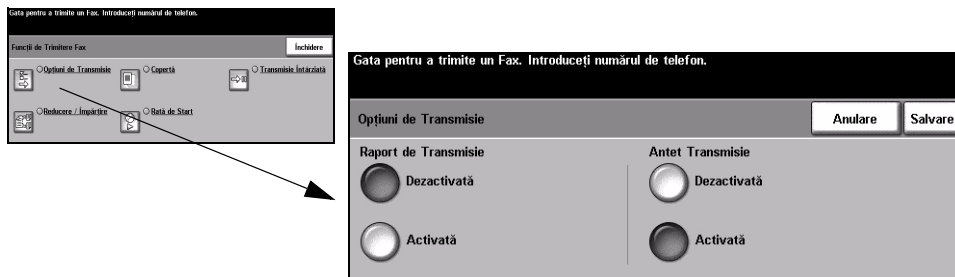 Gata pentru a trimite un Fax. Introduceți numărul de telefon.
Funcții de Trimitere Fax
Închidere
Opțiuni de Transmisie
Copertă
Transmisie Întârziată
Reducere / Împărțire
Rată de Start
Gata pentru a trimite un Fax. Introduceți numărul de telefon.
Opțiuni de Transmisie
Anulare
Salvare
Raport de Transmisie
Antet Transmisie
Dezactivată
Dezactivată
Activată
Activată